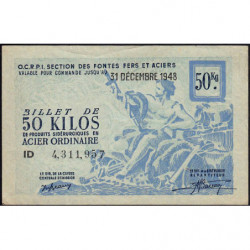 O.C.R.P.I. SECTION DES FONTES FERS ET ACIERS
VALABLE POUR COMMANDE JUSQU'AU 31 DÉCEMBRE 1948
50 Kg
BILLET DE
50 KILOS
DE PRODUITS SIDÉRURGIQUES EN
ACIER ORDINAIRE
ID 4,311,957